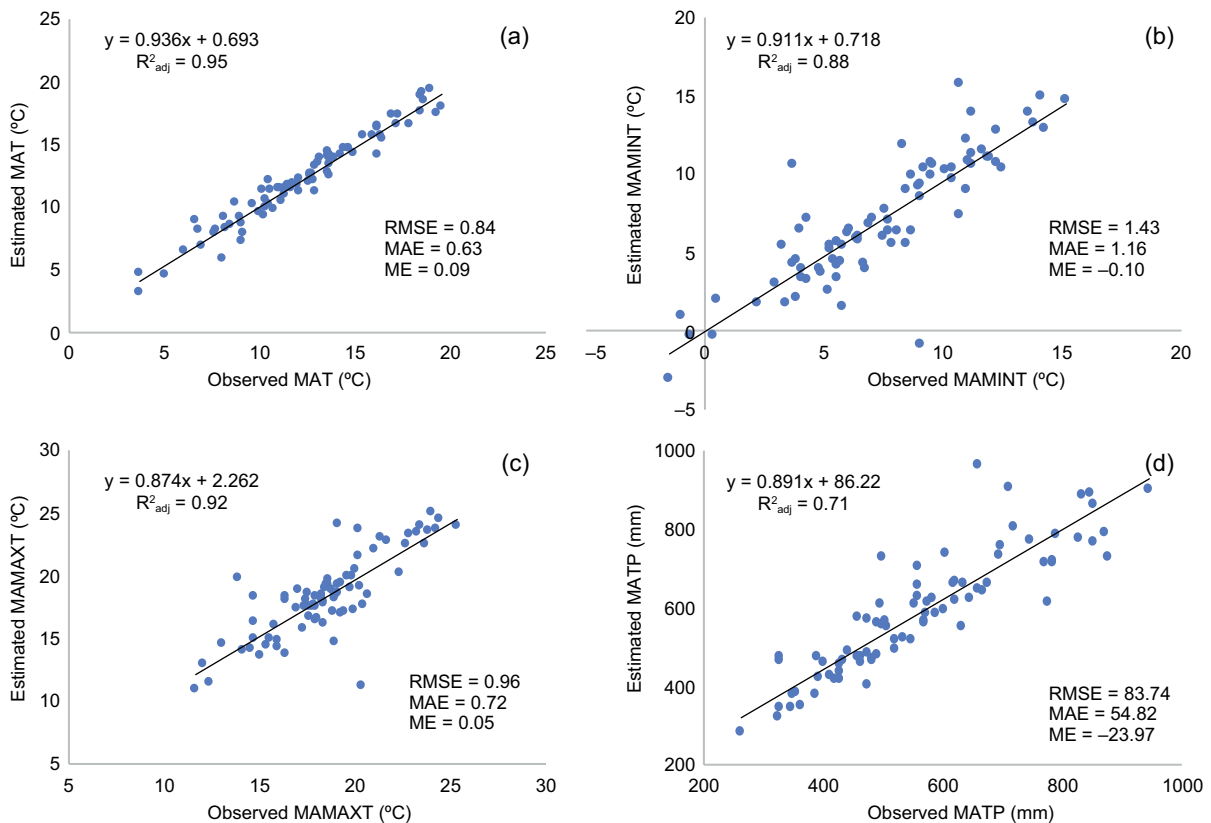 25
20
15
10
5
0
0
5
10
15
20
25
Estimated MAT (ºC)
Observed MAT (ºC)
y = 0.936x + 0.693
R²adj = 0.95
(a)
RMSE = 0.84
MAE = 0.63
ME = 0.09
20
15
10
5
0
–5
–5
0
5
10
15
20
Estimated MAMINT (ºC)
Observed MAMINT (ºC)
y = 0.911x + 0.718
R²adj = 0.88
(b)
RMSE = 1.43
MAE = 1.16
ME = –0.10
30
25
20
15
10
5
5
10
15
20
25
30
Estimated MAMAXT (ºC)
Observed MAMAXT (ºC)
y = 0.874x + 2.262
R²adj = 0.92
(c)
RMSE = 0.96
MAE = 0.72
ME = 0.05
1000
800
600
400
200
200
400
600
800
1000
Estimated MATP (mm)
Observed MATP (mm)
y = 0.891x + 86.22
R²adj = 0.71
(d)
RMSE = 83.74
MAE = 54.82
ME = –23.97